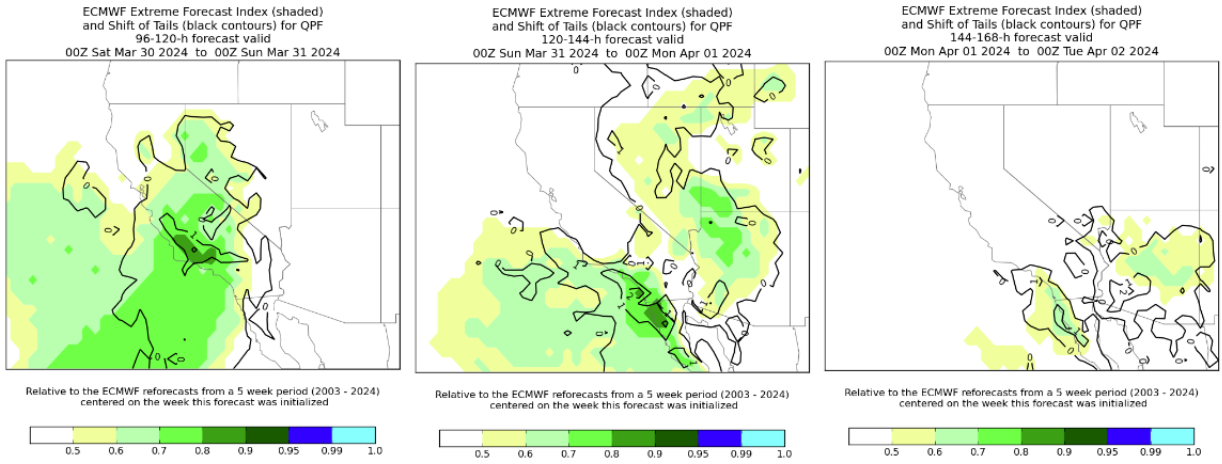 ECMWF Extreme Forecast Index (shaded)
and Shift of Tails (black contours) for QPF
96-120-h forecast valid
00Z Sat Mar 30 2024 to 00Z Sun Mar 31 2024
Relative to the ECMWF reforecasts from a 5 week period (2003 - 2024)
centered on the week this forecast was initialized
0.5 0.6 0.7 0.8 0.9 0.95 0.99 1.0
ECMWF Extreme Forecast Index (shaded)
and Shift of Tails (black contours) for QPF
120-144-h forecast valid
00Z Sun Mar 31 2024 to 00Z Mon Apr 01 2024
Relative to the ECMWF reforecasts from a 5 week period (2003 - 2024)
centered on the week this forecast was initialized
0.5 0.6 0.7 0.8 0.9 0.95 0.99 1.0
ECMWF Extreme Forecast Index (shaded)
and Shift of Tails (black contours) for QPF
144-168-h forecast valid
00Z Mon Apr 01 2024 to 00Z Tue Apr 02 2024
Relative to the ECMWF reforecasts from a 5 week period (2003 - 2024)
centered on the week this forecast was initialized
0.5 0.6 0.7 0.8 0.9 0.95 0.99 1.0